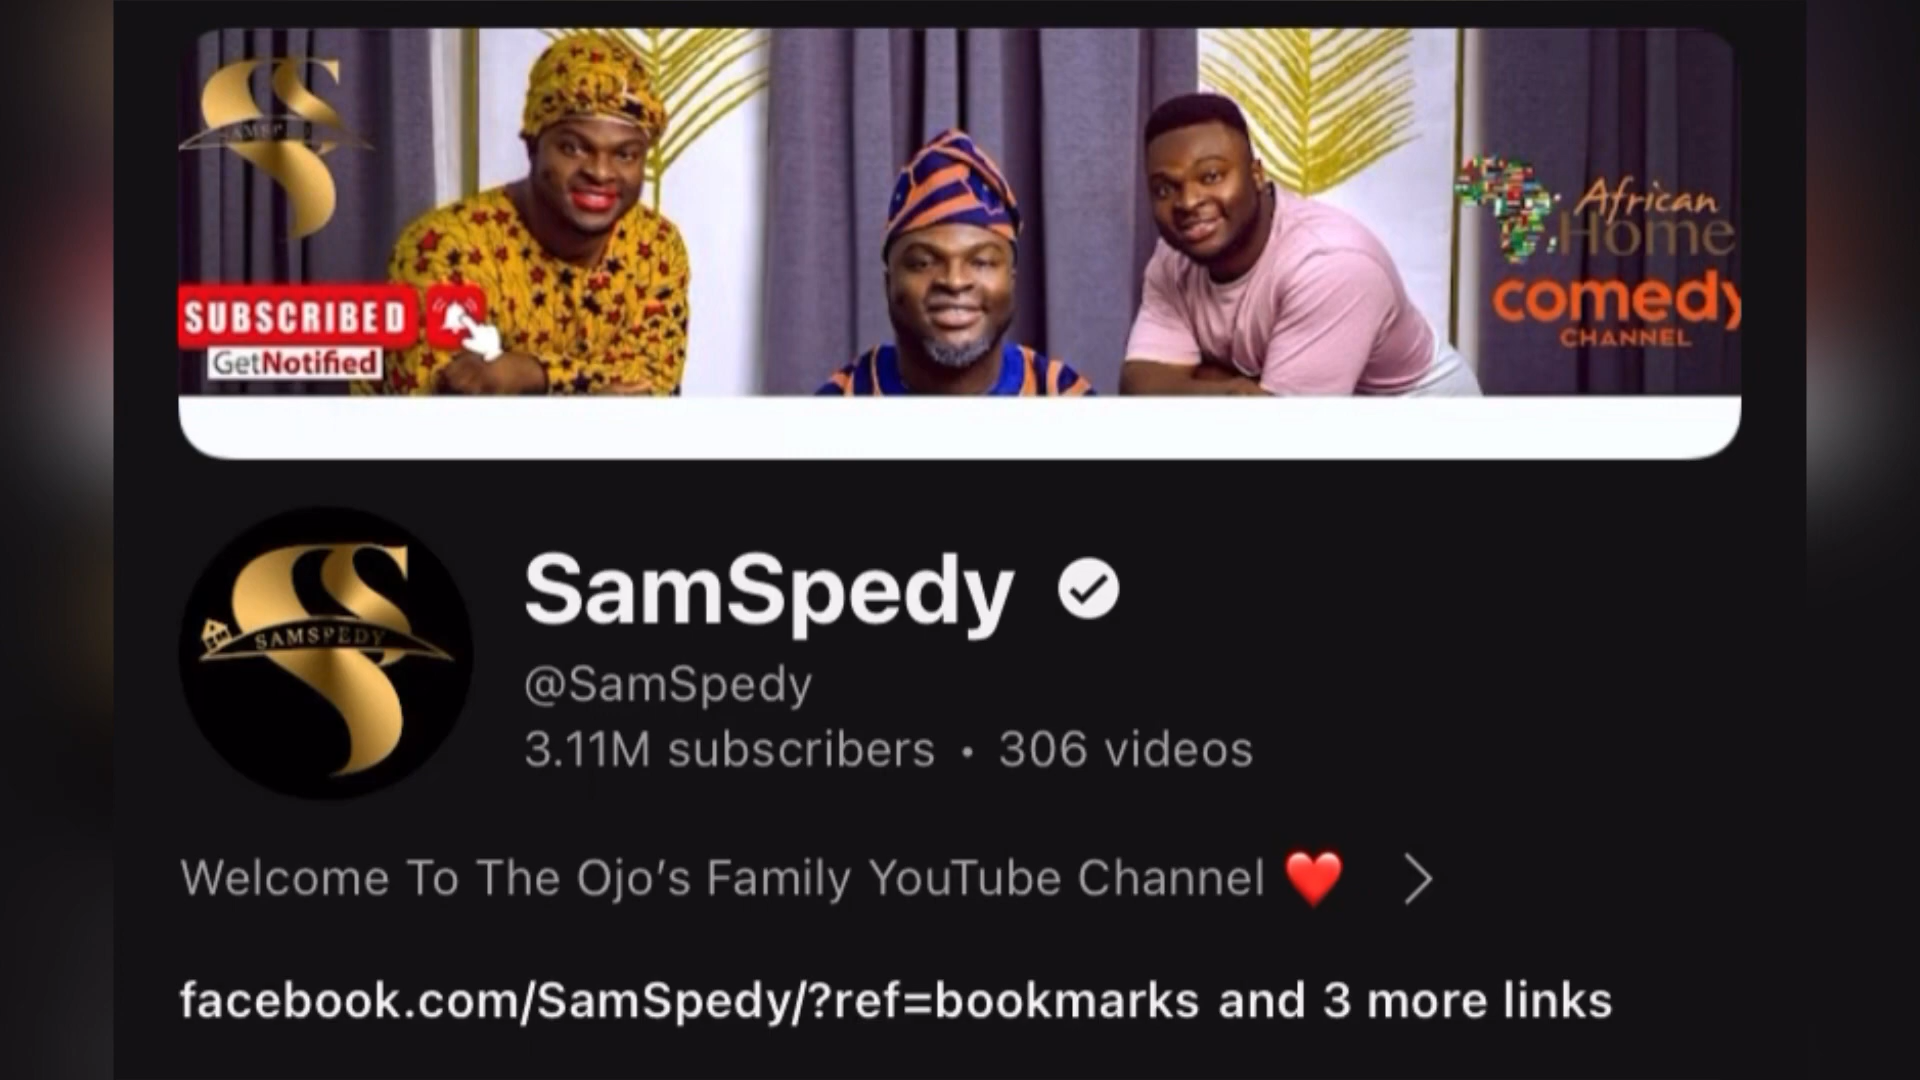 SAMSP
SUBSCRIBED
GetNotified
African
Home
comedy
CHANNEL
SAMSPEDY
SamSpedy
@SamSpedy
3.11M subscribers • 306 videos
Welcome To The Ojo’s Family YouTube Channel ❤️ >
facebook.com/SamSpedy/?ref=bookmarks and 3 more links